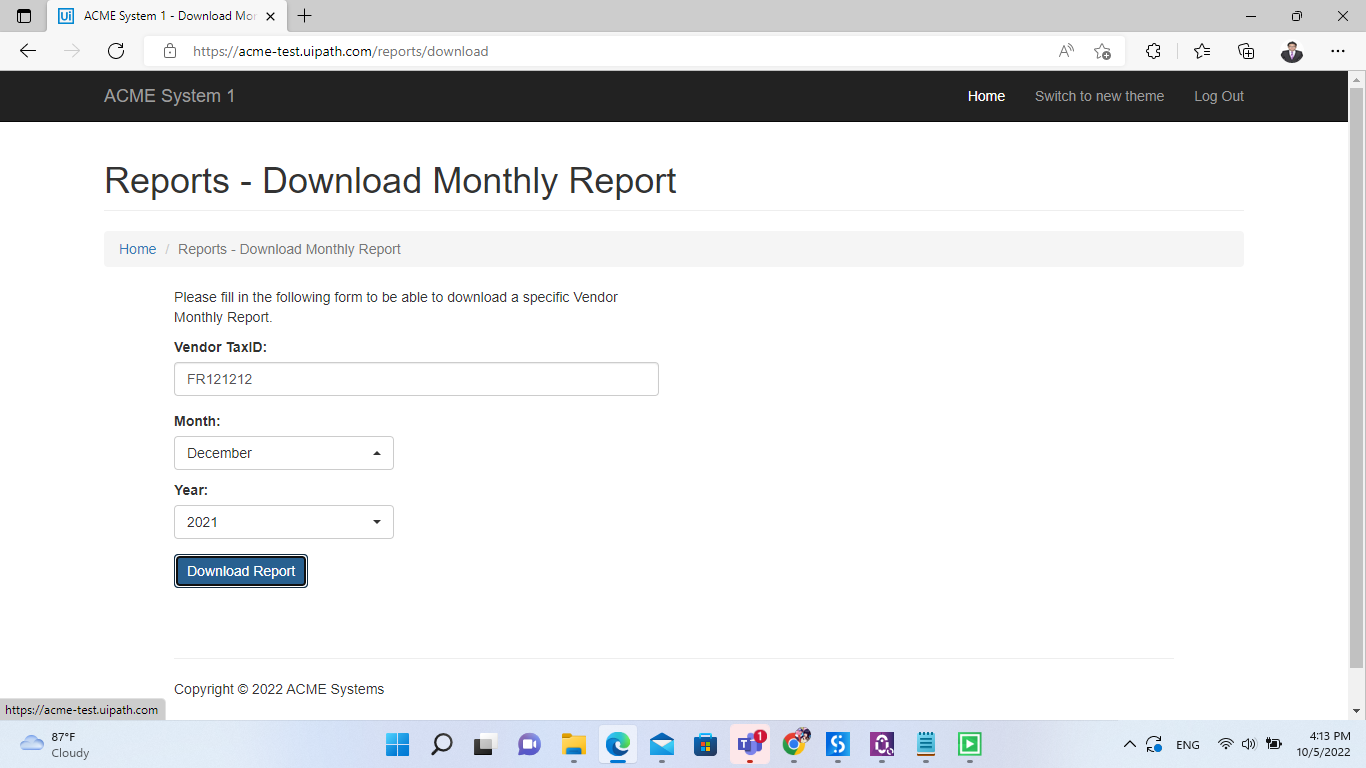 ACME System 1 - Download Mon
https://acme-test.uipath.com/reports/download
ACME System 1
Home
Switch to new theme
Log Out
Reports - Download Monthly Report
Home / Reports - Download Monthly Report
Please fill in the following form to be able to download a specific Vendor
Monthly Report.
Vendor TaxID:
FR121212
Month:
December
Year:
2021
Download Report
Copyright © 2022 ACME Systems
https://acme-test.uipath.com
87°F
Cloudy
1
ENG
4:13 PM
10/5/2022